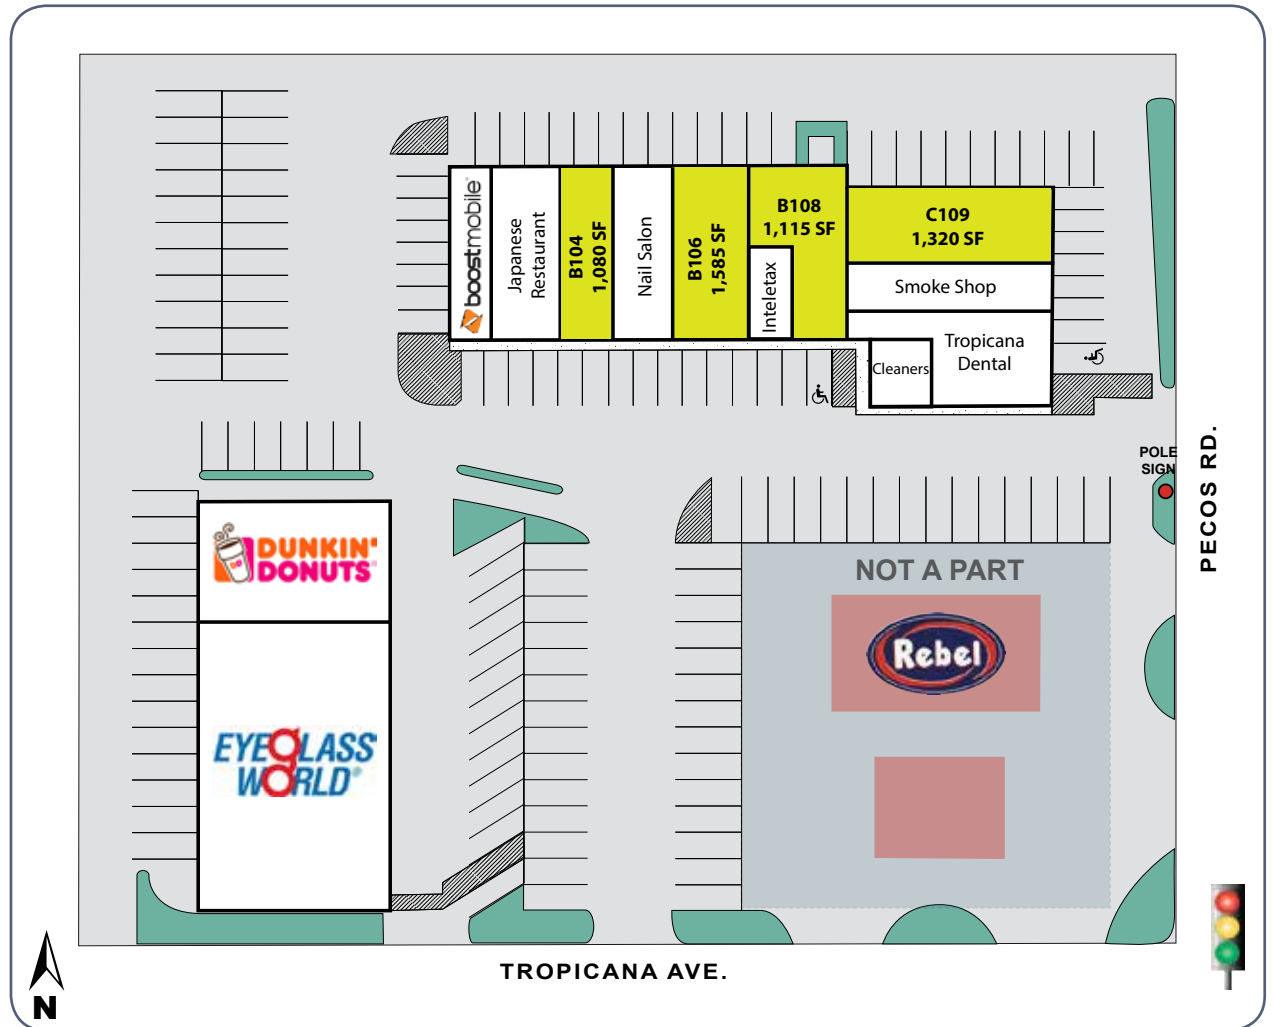 boostmobile
Japanese
Restaurant
B104
1,080 SF
Nail Salon
B106
1,585 SF
B108
1,115 SF
Inteletax
C109
1,320 SF
Smoke Shop
Tropicana
Dental
Cleaners
POLE
SIGN
PECOS RD.
DUNKIN'
DONUTS
EYEGLASS
WORLD®
NOT A PART
Rebel
TROPICANA AVE.
N